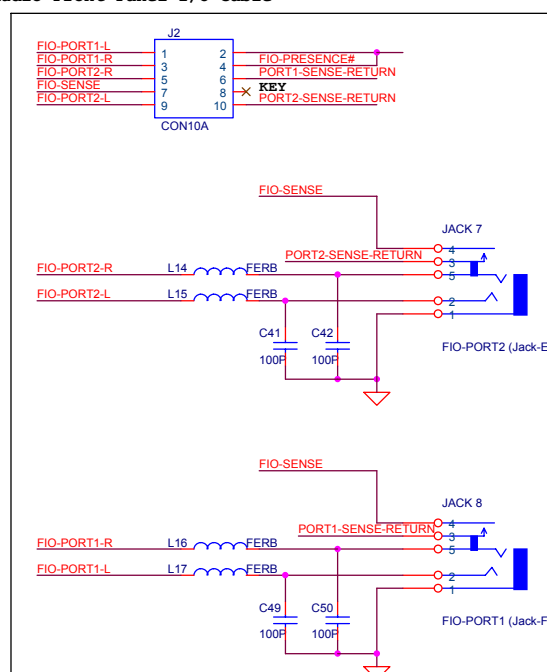 J2
FIO-PORT1-L 1 2
FIO-PORT1-R 3 4 FIO-PRESENCE#
FIO-PORT2-R 5 6 PORT1-SENSE-RETURN
FIO-SENSE 7 8 KEY
FIO-PORT2-L 9 10 PORT2-SENSE-RETURN
CON10A
FIO-SENSE
JACK 7
4
PORT2-SENSE-RETURN 3
FIO-PORT2-R L14 FERB 5
FIO-PORT2-L L15 FERB 2
1
C41 C42
100P 100P
FIO-PORT2 (Jack-E
FIO-SENSE
JACK 8
4
PORT1-SENSE-RETURN 3
FIO-PORT1-R L16 FERB 5
FIO-PORT1-L L17 FERB 2
1
C49 C50
100P 100P
FIO-PORT1 (Jack-F